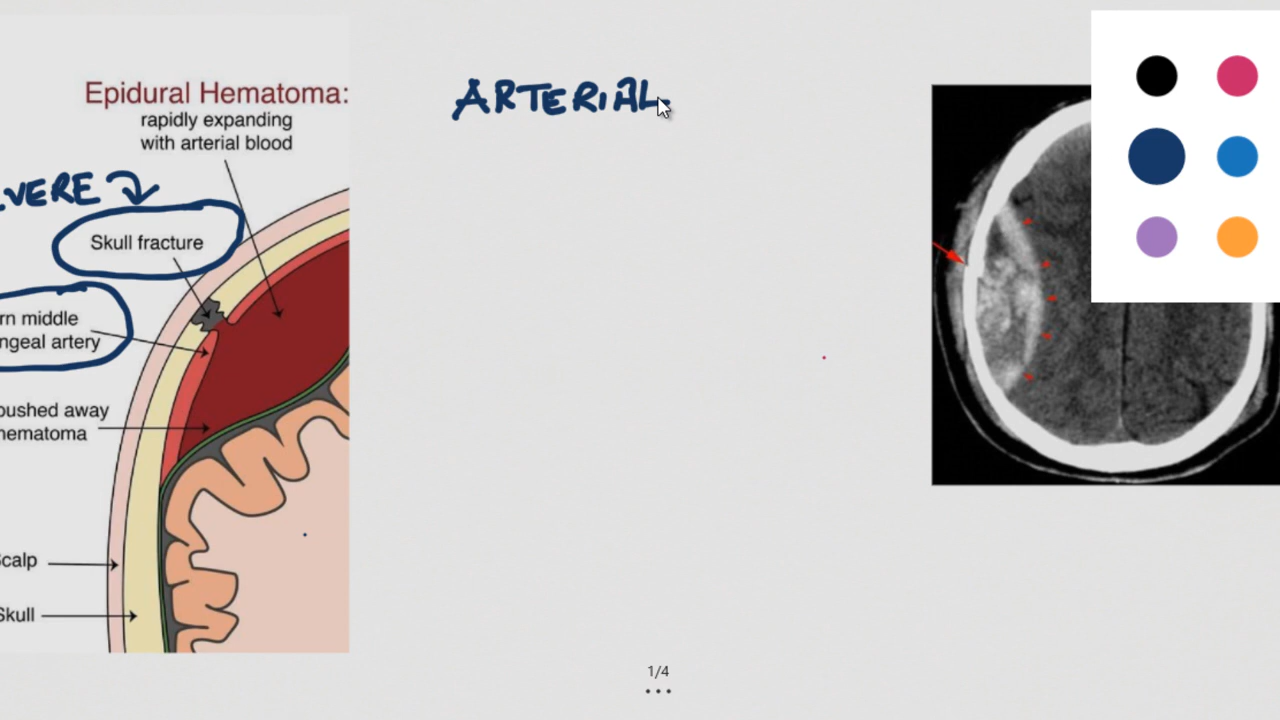 Epidural Hematoma:
rapidly expanding
with arterial blood
ARTERIAL
VERE
Skull fracture
rn middle
ngeal artery
pushed away
hematoma
Scalp
Skull
1/4